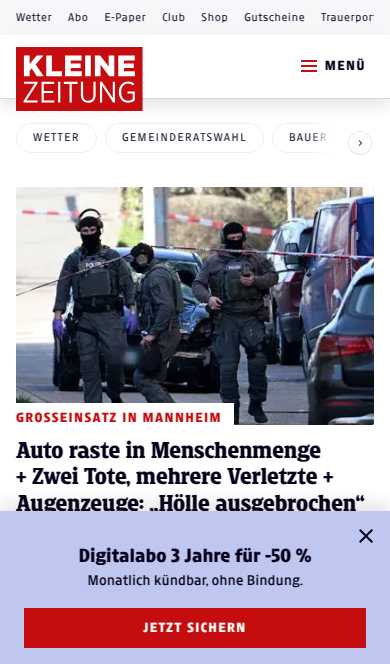 Wetter Abo E-Paper Club Shop Gutscheine Trauerpor
KLEINE
ZEITUNG
MENÜ
WETTER GEMEINDERATSWAHL BAUER
GROSSEINSATZ IN MANNHEIM
Auto raste in Menschenmenge
+ Zwei Tote, mehrere Verletzte +
Augenzeuge: „Hölle ausgebrochen“
Digitalabo 3 Jahre für -50 %
Monatlich kündbar, ohne Bindung.
JETZT SICHERN